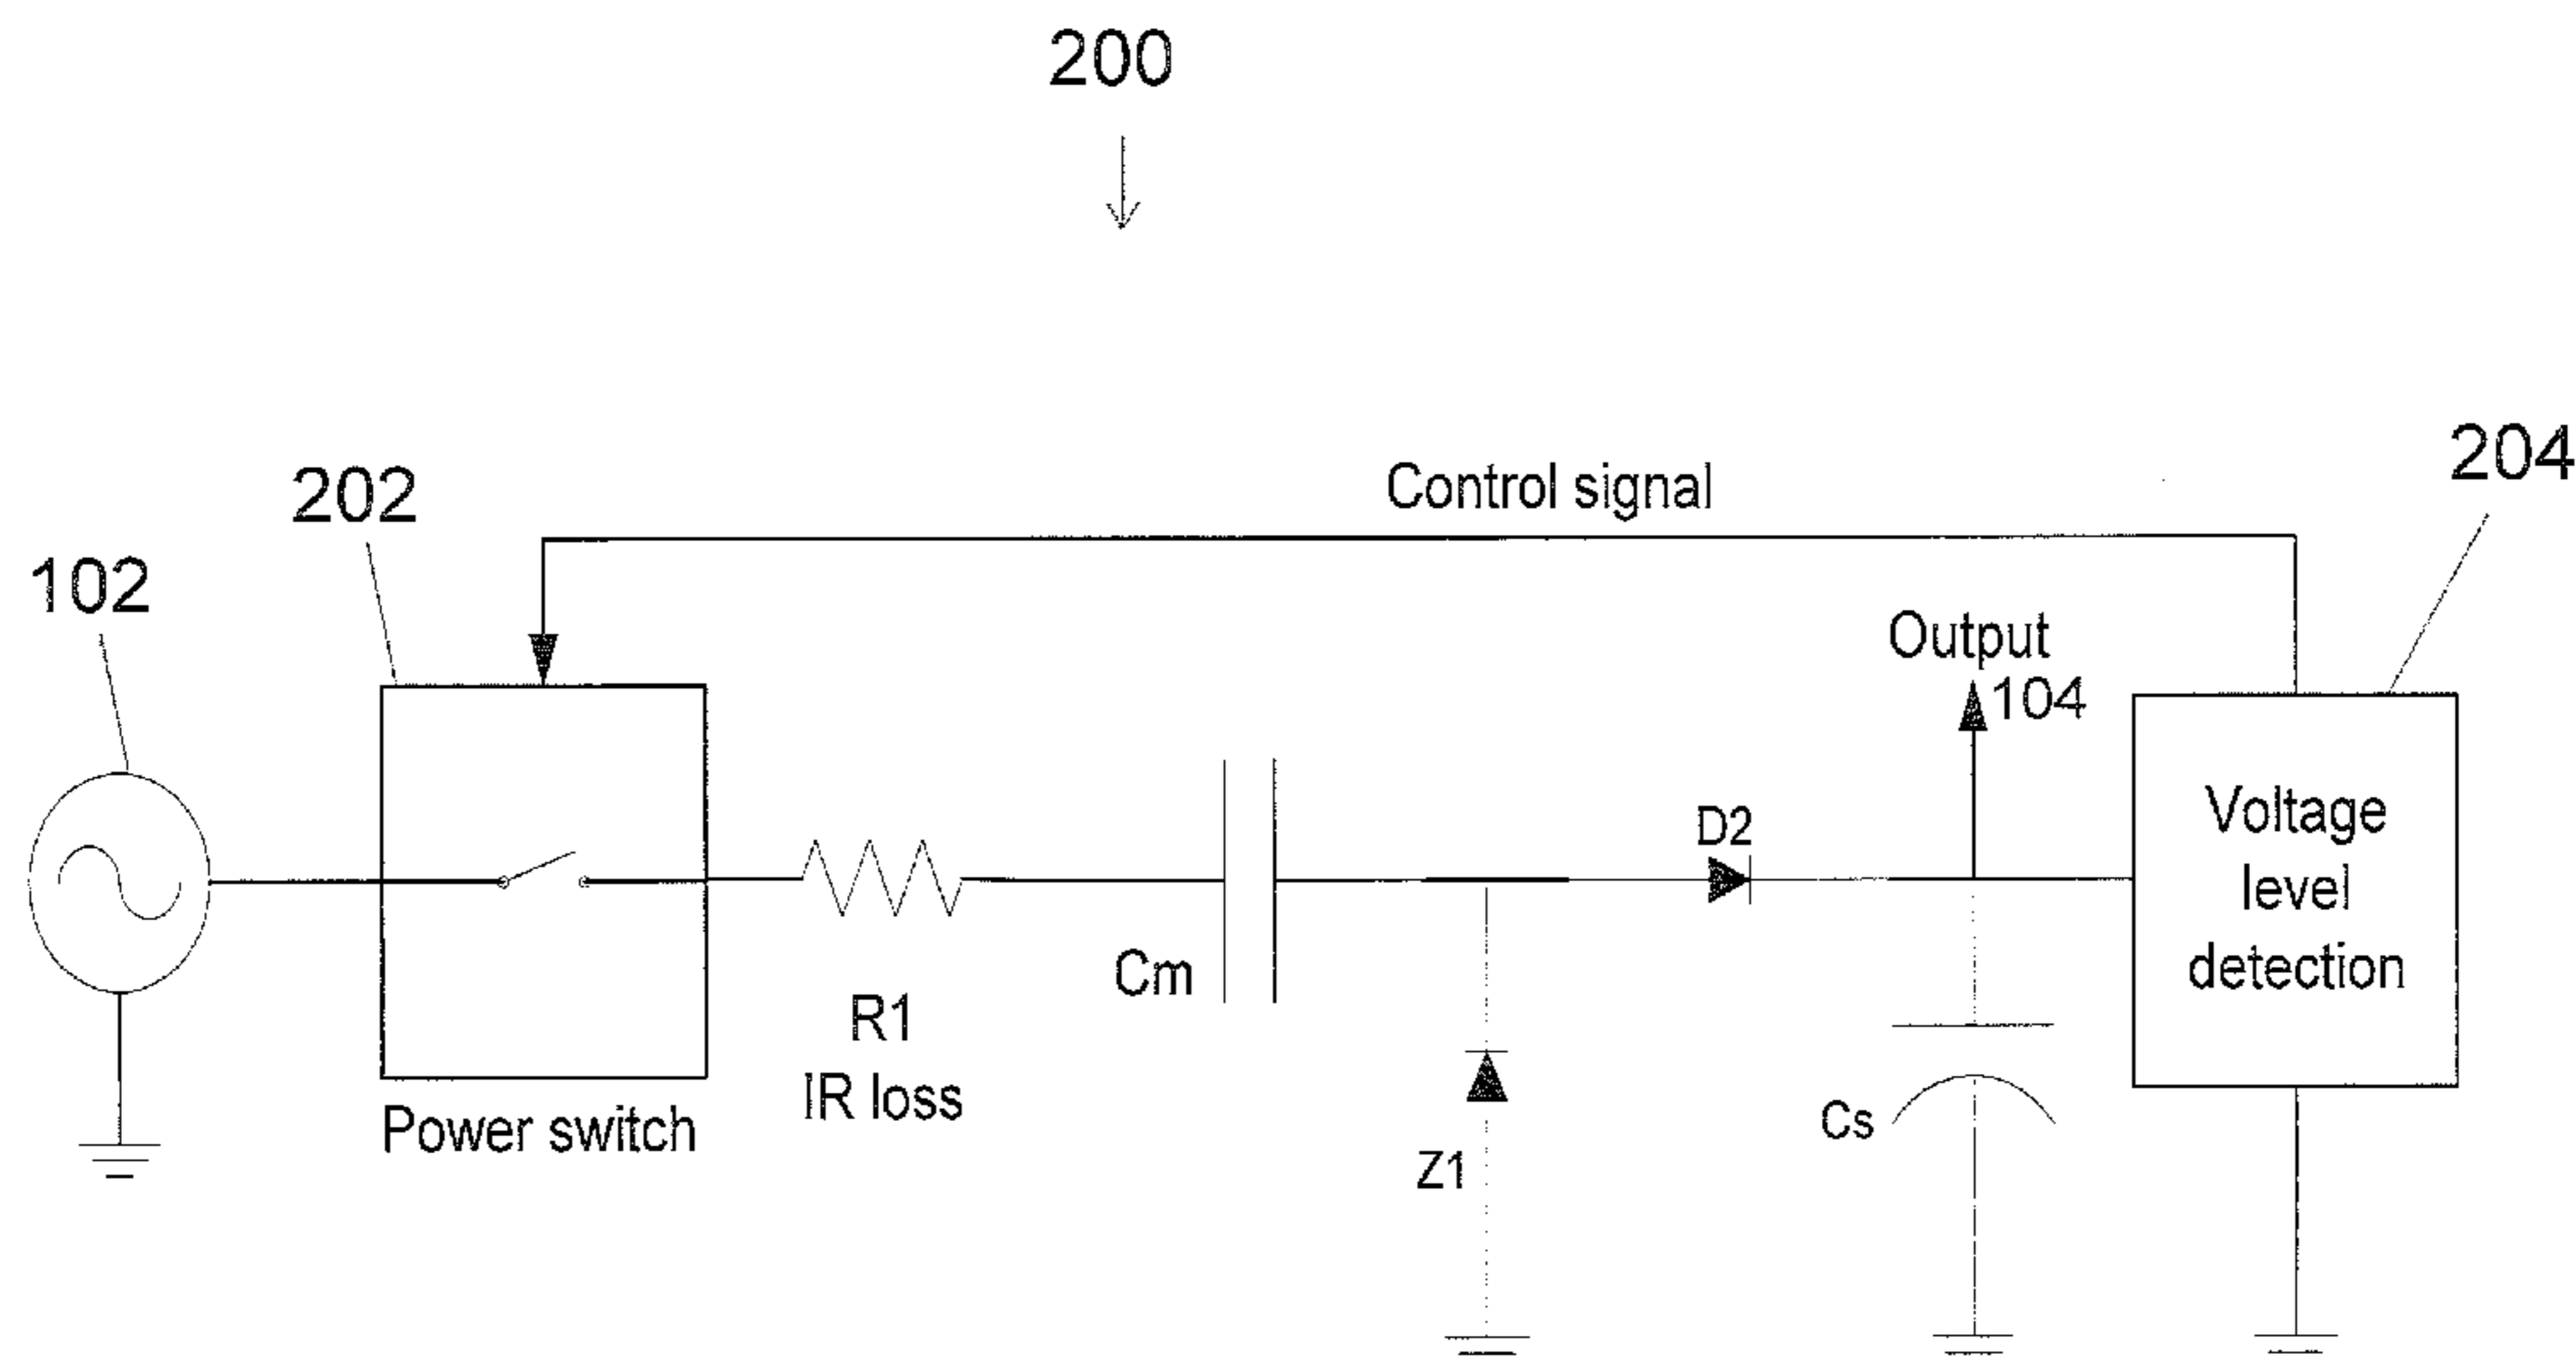 200
Control signal
204
202
102
Output
104
D2
Voltage
level
detection
Cm
R1
IR loss
Power switch
Cs
Z1